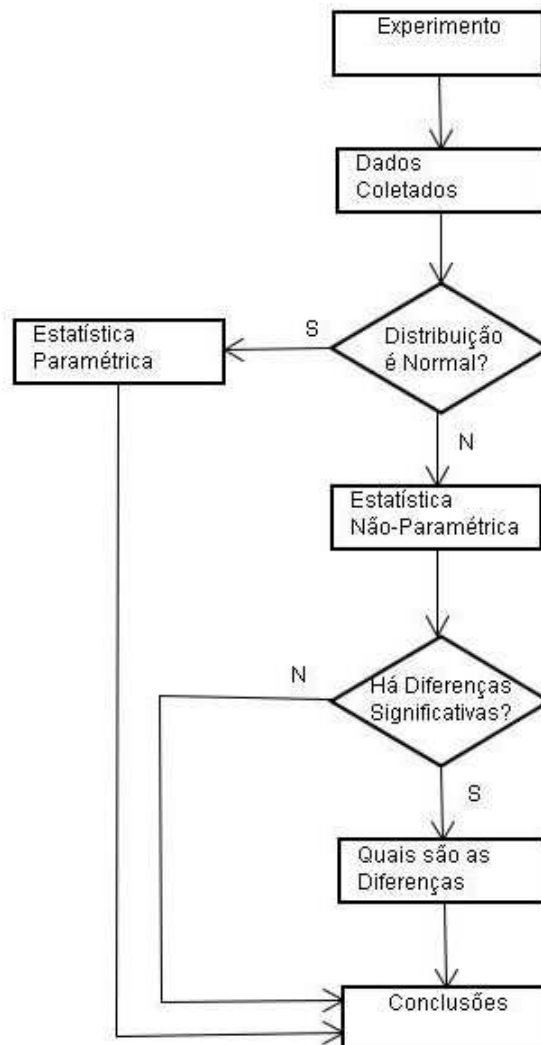 Experimento
Dados
Coletados
S
Distribuição
é Normal?
Estatística
Paramétrica
N
Estatística
Não-Paramétrica
N
Há Diferenças
Significativas?
S
Quais são as
Diferenças
Conclusões